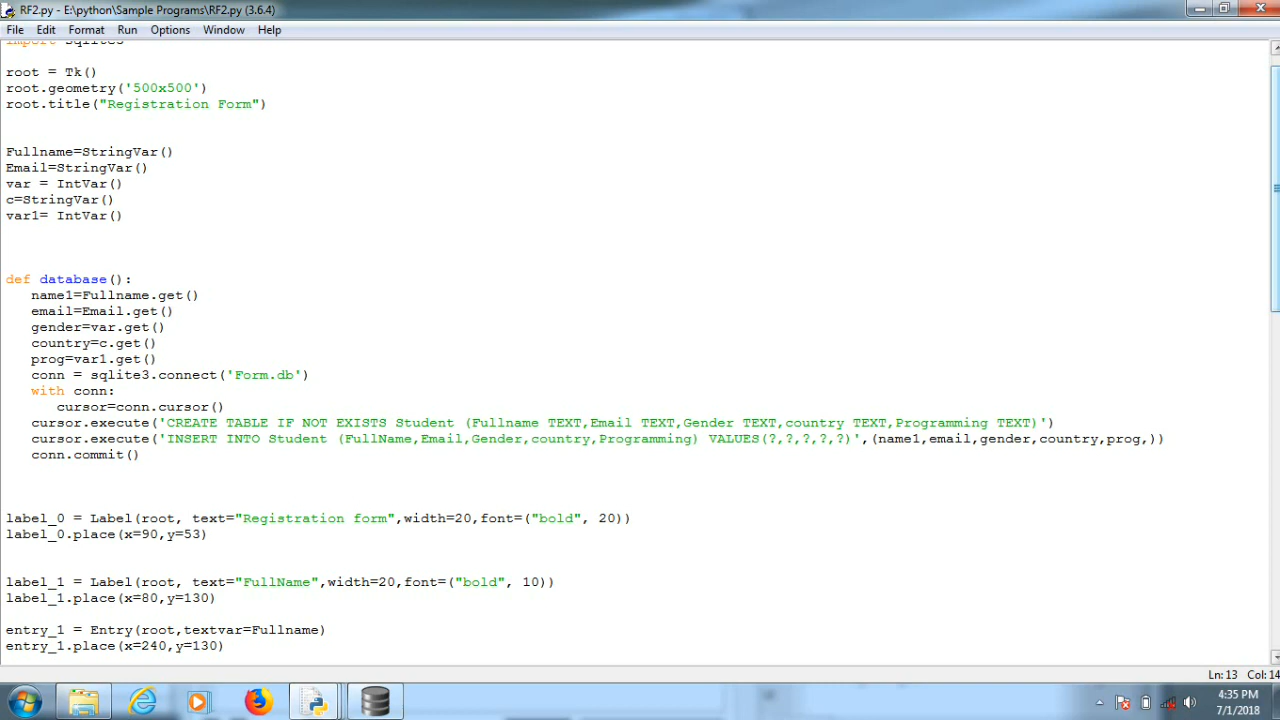 RF2.py - E:\python\Sample Programs\RF2.py (3.6.4)
File Edit Format Run Options Window Help
import sqlite3
root = Tk()
root.geometry('500x500')
root.title("Registration Form")
Fullname=StringVar()
Email=StringVar()
var = IntVar()
c=StringVar()
var1= IntVar()
def database():
   name1=Fullname.get()
   email=Email.get()
   gender=var.get()
   country=c.get()
   prog=var1.get()
   conn = sqlite3.connect('Form.db')
   with conn:
      cursor=conn.cursor()
   cursor.execute('CREATE TABLE IF NOT EXISTS Student (Fullname TEXT,Email TEXT,Gender TEXT,country TEXT,Programming TEXT)')
   cursor.execute('INSERT INTO Student (FullName,Email,Gender,country,Programming) VALUES(?,?,?,?,?)',(name1,email,gender,country,prog,))
   conn.commit()
label_0 = Label(root, text="Registration form",width=20,font=("bold", 20))
label_0.place(x=90,y=53)
label_1 = Label(root, text="FullName",width=20,font=("bold", 10))
label_1.place(x=80,y=130)
entry_1 = Entry(root,textvar=Fullname)
entry_1.place(x=240,y=130)
Ln: 13 Col: 14
4:35 PM
7/1/2018